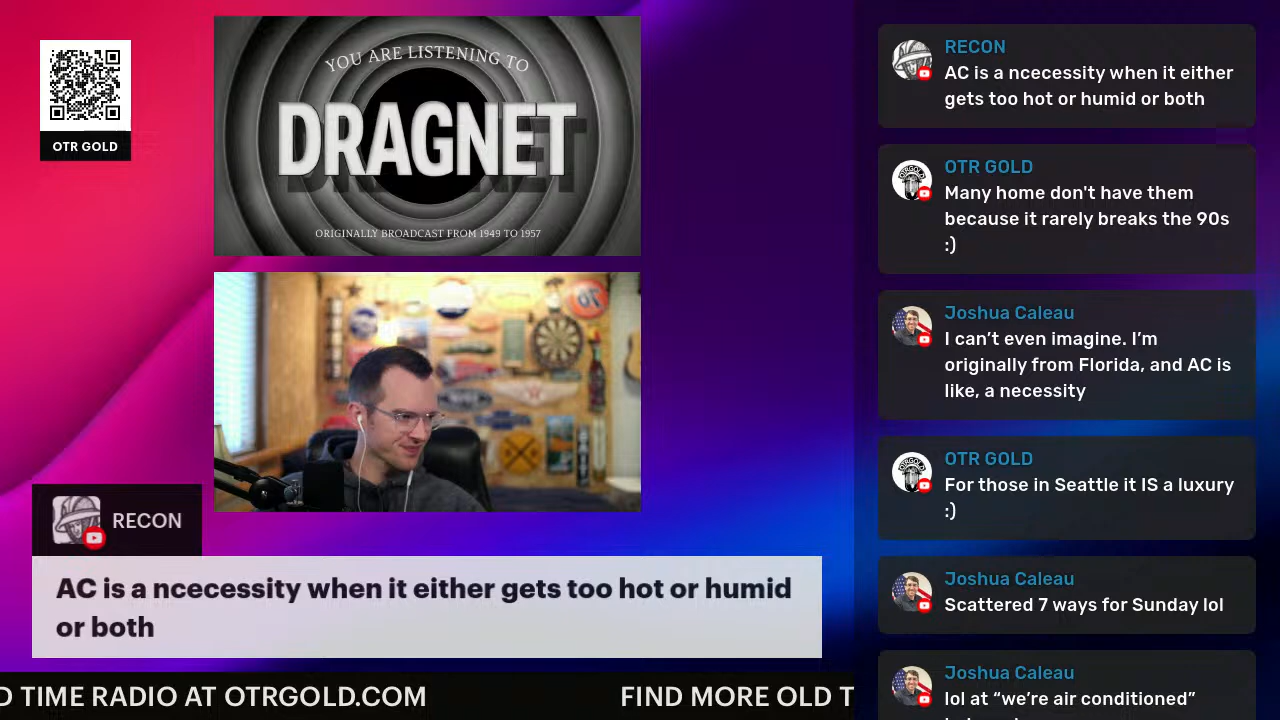 OTR GOLD
YOU ARE LISTENING TO
DRAGNET
ORIGINALLY BROADCAST FROM 1949 TO 1957
76
RECON
AC is a ncecessity when it either gets too hot or humid
or both
D TIME RADIO AT OTRGOLD.COM
FIND MORE OLD T
RECON
AC is a ncecessity when it either
gets too hot or humid or both
OTR GOLD
Many home don't have them
because it rarely breaks the 90s
:)
Joshua Caleau
I can’t even imagine. I’m
originally from Florida, and AC is
like, a necessity
OTR GOLD
For those in Seattle it IS a luxury
:)
Joshua Caleau
Scattered 7 ways for Sunday lol
Joshua Caleau
lol at “we’re air conditioned”